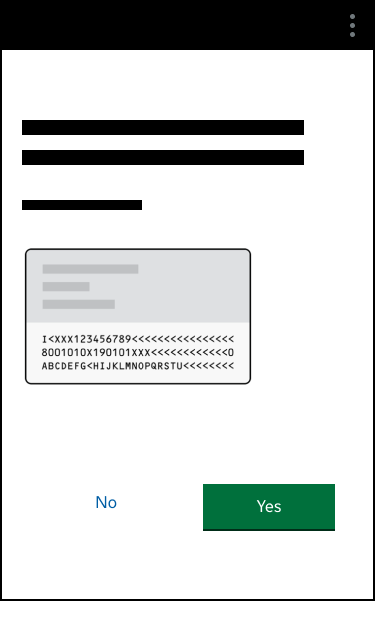 I<XXX123456789<<<<<<<<<<<<<<<<
8001010X190101XXX<<<<<<<<<<<<0
ABCDEFG<HIJKLMNOPQRSTU<<<<<<<<
No
Yes